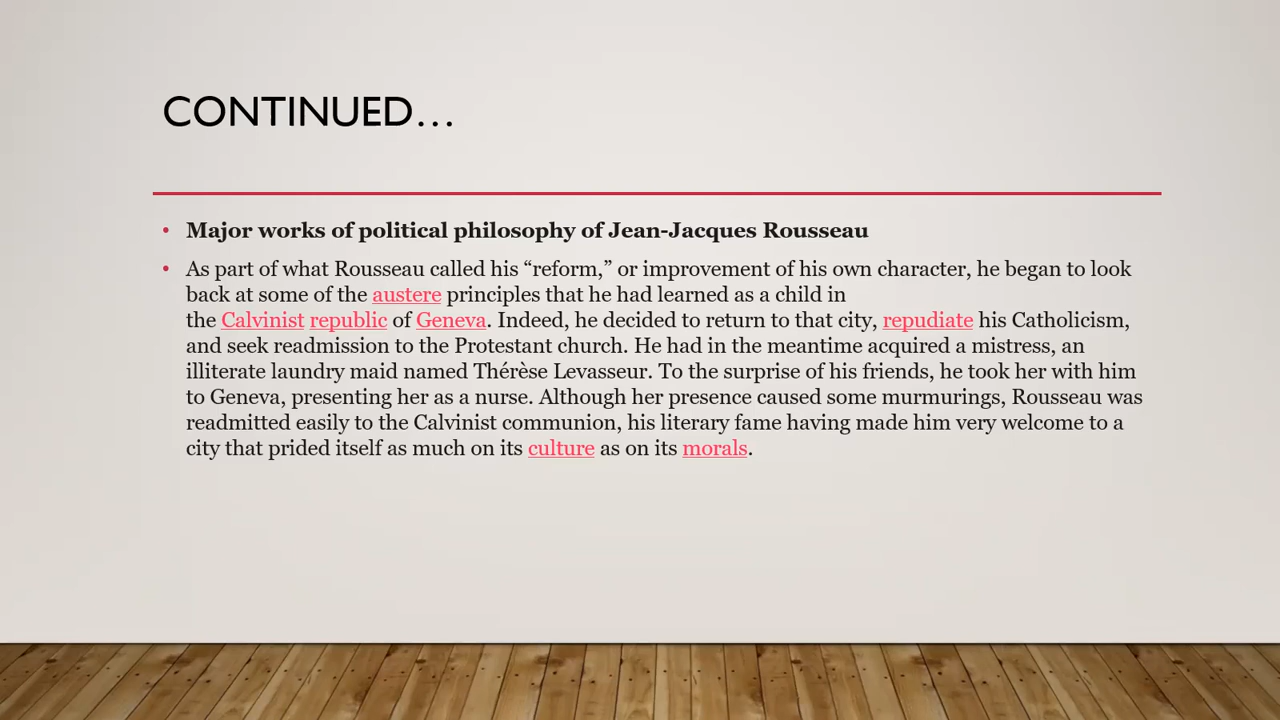 CONTINUED…
• Major works of political philosophy of Jean-Jacques Rousseau
• As part of what Rousseau called his “reform,” or improvement of his own character, he began to look
back at some of the austere principles that he had learned as a child in
the Calvinist republic of Geneva. Indeed, he decided to return to that city, repudiate his Catholicism,
and seek readmission to the Protestant church. He had in the meantime acquired a mistress, an
illiterate laundry maid named Thérèse Levasseur. To the surprise of his friends, he took her with him
to Geneva, presenting her as a nurse. Although her presence caused some murmurings, Rousseau was
readmitted easily to the Calvinist communion, his literary fame having made him very welcome to a
city that prided itself as much on its culture as on its morals.